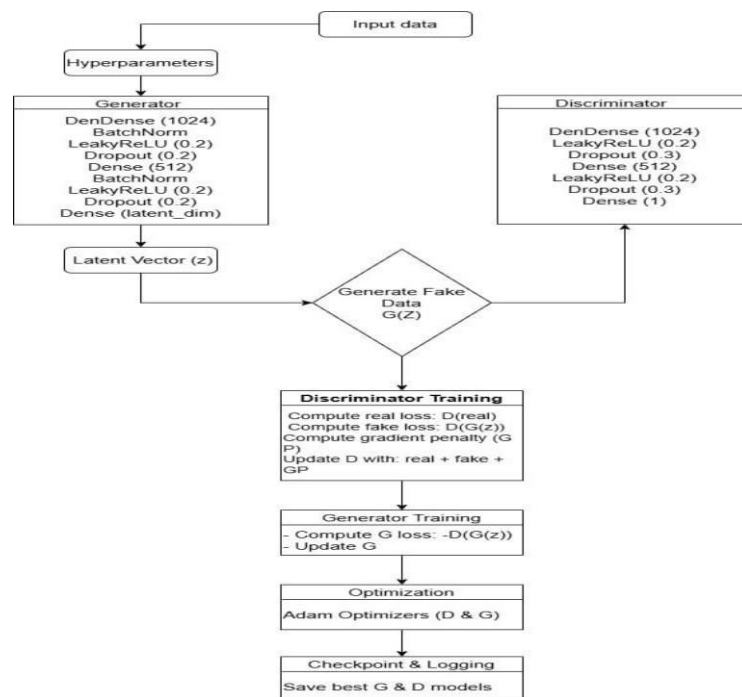 Input data
Hyperparameters
Generator
DenDense (1024)
BatchNorm
LeakyReLU (0.2)
Dropout (0.2)
Dense (512)
BatchNorm
LeakyReLU (0.2)
Dropout (0.2)
Dense (latent_dim)
Discriminator
DenDense (1024)
LeakyReLU (0.2)
Dropout (0.3)
Dense (512)
LeakyReLU (0.2)
Dropout (0.3)
Dense (1)
Latent Vector (z)
Generate Fake
Data
G(Z)
Discriminator Training
Compute real loss: D(real)
Compute fake loss: D(G(z))
Compute gradient penalty (G
P)
Update D with: real + fake +
GP
Generator Training
- Compute G loss: -D(G(z))
- Update G
Optimization
Adam Optimizers (D & G)
Checkpoint & Logging
Save best G & D models